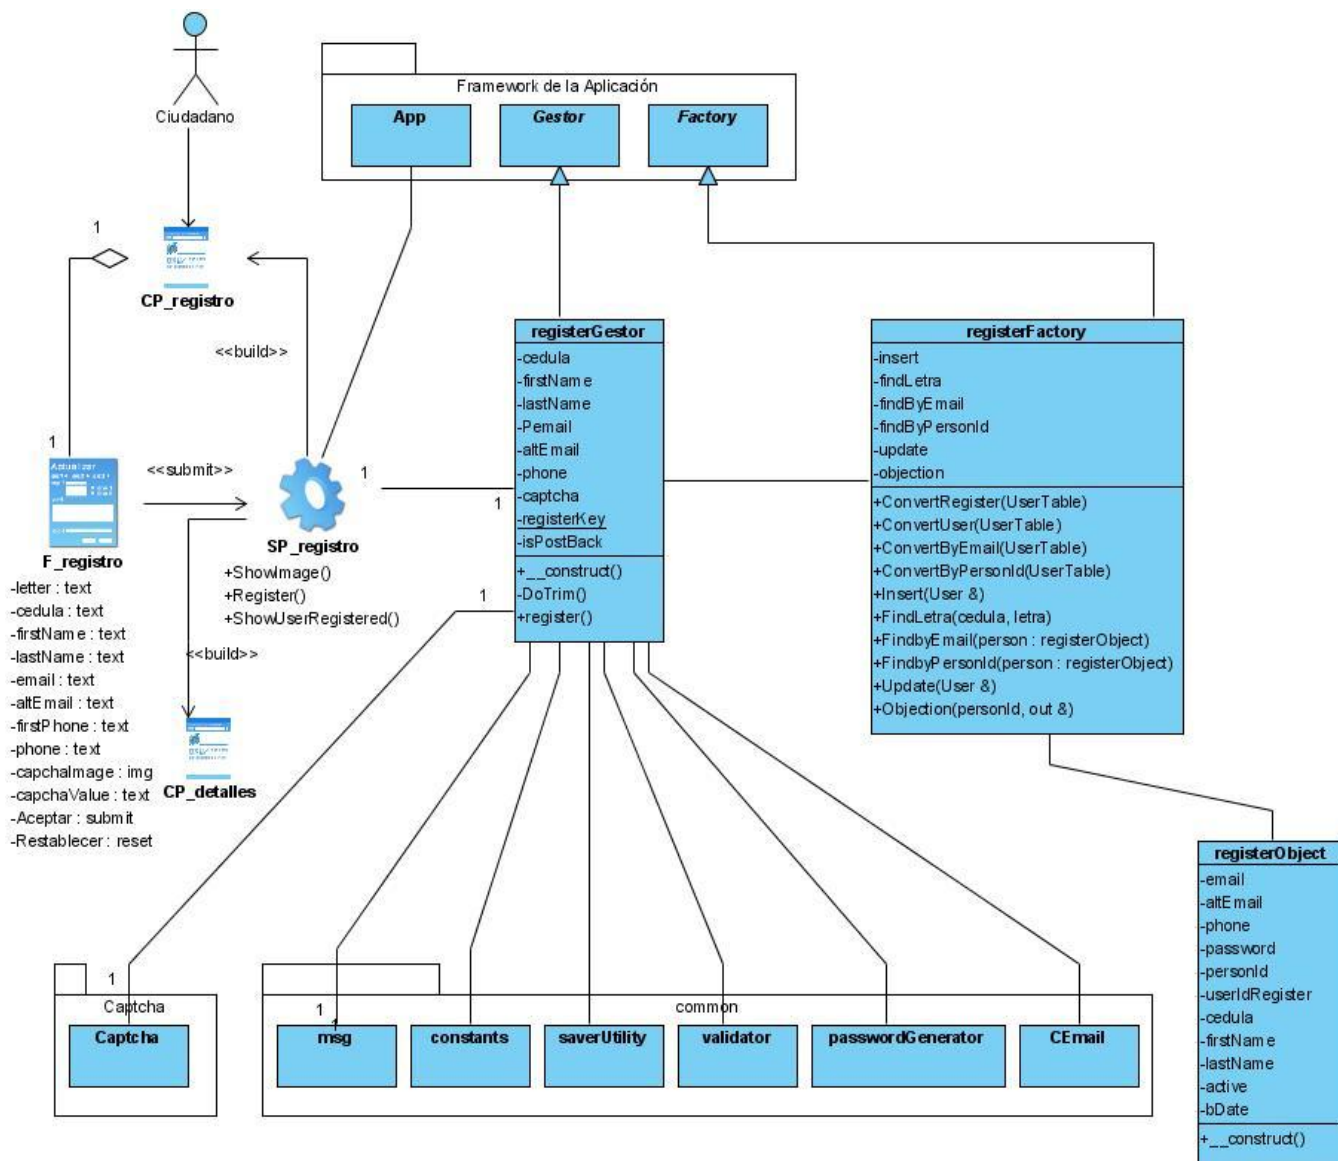 Ciudadano
Framework de la Aplicación
App
Gestor
Factory
1
CP_registro
<<build>>
1
F_registro
-letter : text
-cedula : text
-firstName : text
-lastName : text
-email : text
-altEmail : text
-firstPhone : text
-phone : text
-capchaImage : img
-capchaValue : text
-Aceptar : submit
-Restablecer : reset
Actualizar
<<submit>>
SP_registro
+ShowImage()
+Register()
+ShowUserRegistered()
<<build>>
CP_detalles
1
1
1
registerGestor
-cedula
-firstName
-lastName
-Pemail
-altEmail
-phone
-captcha
-registerKey
-isPostBack
+__construct()
-DoTrim()
+register()
registerFactory
-insert
-findLetra
-findByEmail
-findByPersonId
-update
-objection
+ConvertRegister(UserTable)
+ConvertUser(UserTable)
+ConvertByEmail(UserTable)
+ConvertByPersonId(UserTable)
+Insert(User &)
+FindLetra(cedula, letra)
+FindbyEmail(person : registerObject)
+FindbyPersonId(person : registerObject)
+Update(User &)
+Objection(personId, out &)
registerObject
-email
-altEmail
-phone
-password
-personId
-userIdRegister
-cedula
-firstName
-lastName
-active
-bDate
+__construct()
1
Captcha
Captcha
common
1
1
msg
constants
saverUtility
validator
passwordGenerator
CEmail